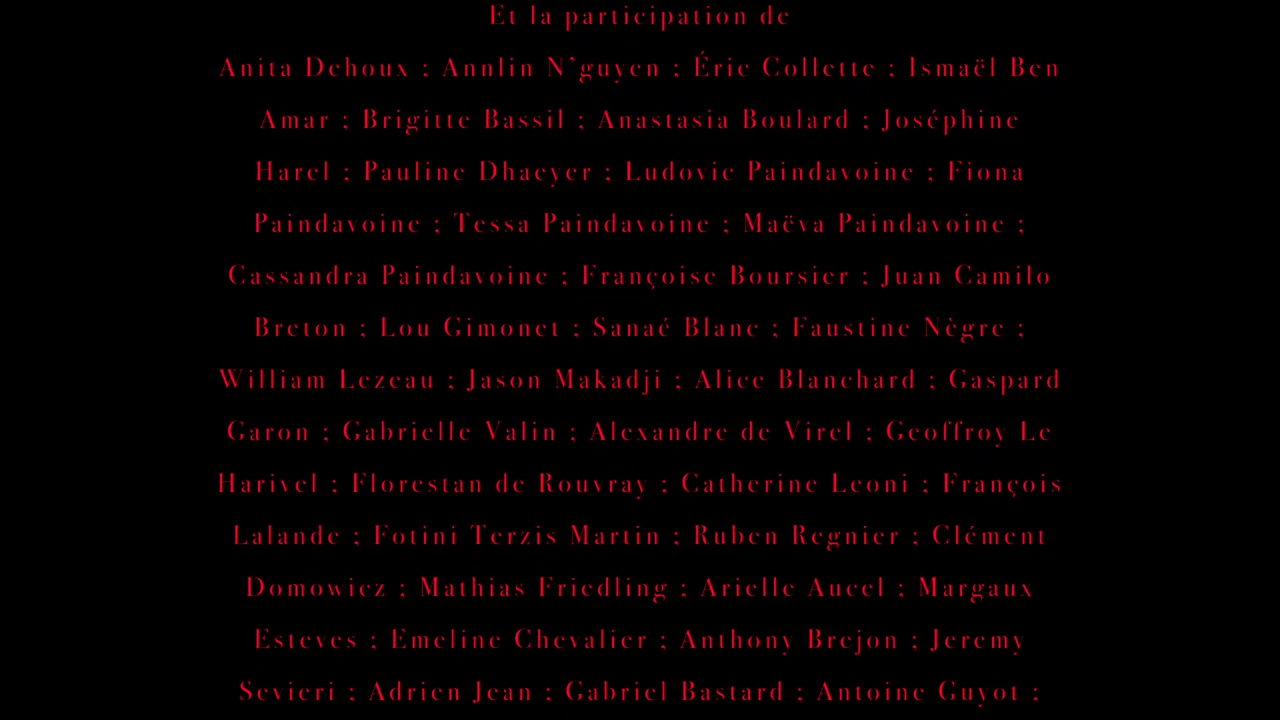 Et la participation de
Anita Dehoux ; Annlin N'guyen ; Éric Collette ; Ismaël Ben
Amar ; Brigitte Bassil ; Anastasia Boulard ; Joséphine
Harel ; Pauline Dhaeyer ; Ludovic Paindavoine ; Fiona
Paindavoine ; Tessa Paindavoine ; Maëva Paindavoine ;
Cassandra Paindavoine ; Françoise Boursier ; Juan Camilo
Breton ; Lou Gimonet ; Sanaé Blanc ; Faustine Nègre ;
William Lezeau ; Jason Makadji ; Alice Blanchard ; Gaspard
Garon ; Gabrielle Valin ; Alexandre de Virel ; Geoffroy Le
Harivel ; Florestan de Rouvray ; Catherine Leoni ; François
Lalande ; Fotini Terzis Martin ; Ruben Regnier ; Clément
Domowicz ; Mathias Friedling ; Arielle Aucel ; Margaux
Esteves ; Emeline Chevalier ; Anthony Brejon ; Jeremy
Sevieri ; Adrien Jean ; Gabriel Bastard ; Antoine Guyot ;